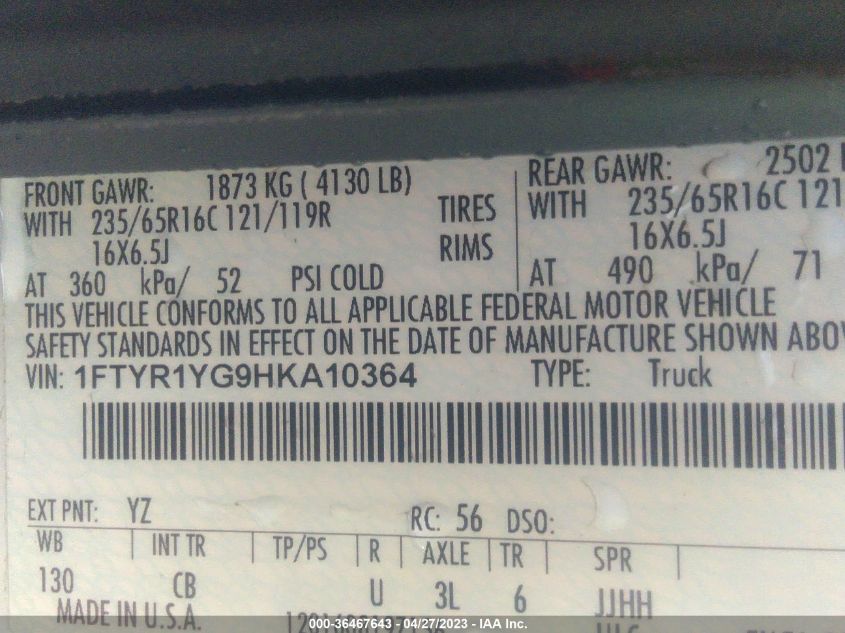 FRONT GAWR: 1873 KG ( 4130 LB)
WITH 235/65R16C 121/119R TIRES
16X6.5J RIMS
AT 360 kPa/ 52 PSI COLD
REAR GAWR: 2502
WITH 235/65R16C 121
16X6.5J
AT 490 kPa/ 71
THIS VEHICLE CONFORMS TO ALL APPLICABLE FEDERAL MOTOR VEHICLE
SAFETY STANDARDS IN EFFECT ON THE DATE OF MANUFACTURE SHOWN ABOV
VIN: 1FTYR1YG9HKA10364 TYPE: Truck
EXT PNT: YZ RC: 56 DSO:
WB INT TR TP/PS R AXLE TR SPR
130 CB U 3L 6 JJHH
MADE IN U.S.A.
000-36467643 - 04/27/2023 - IAA Inc.